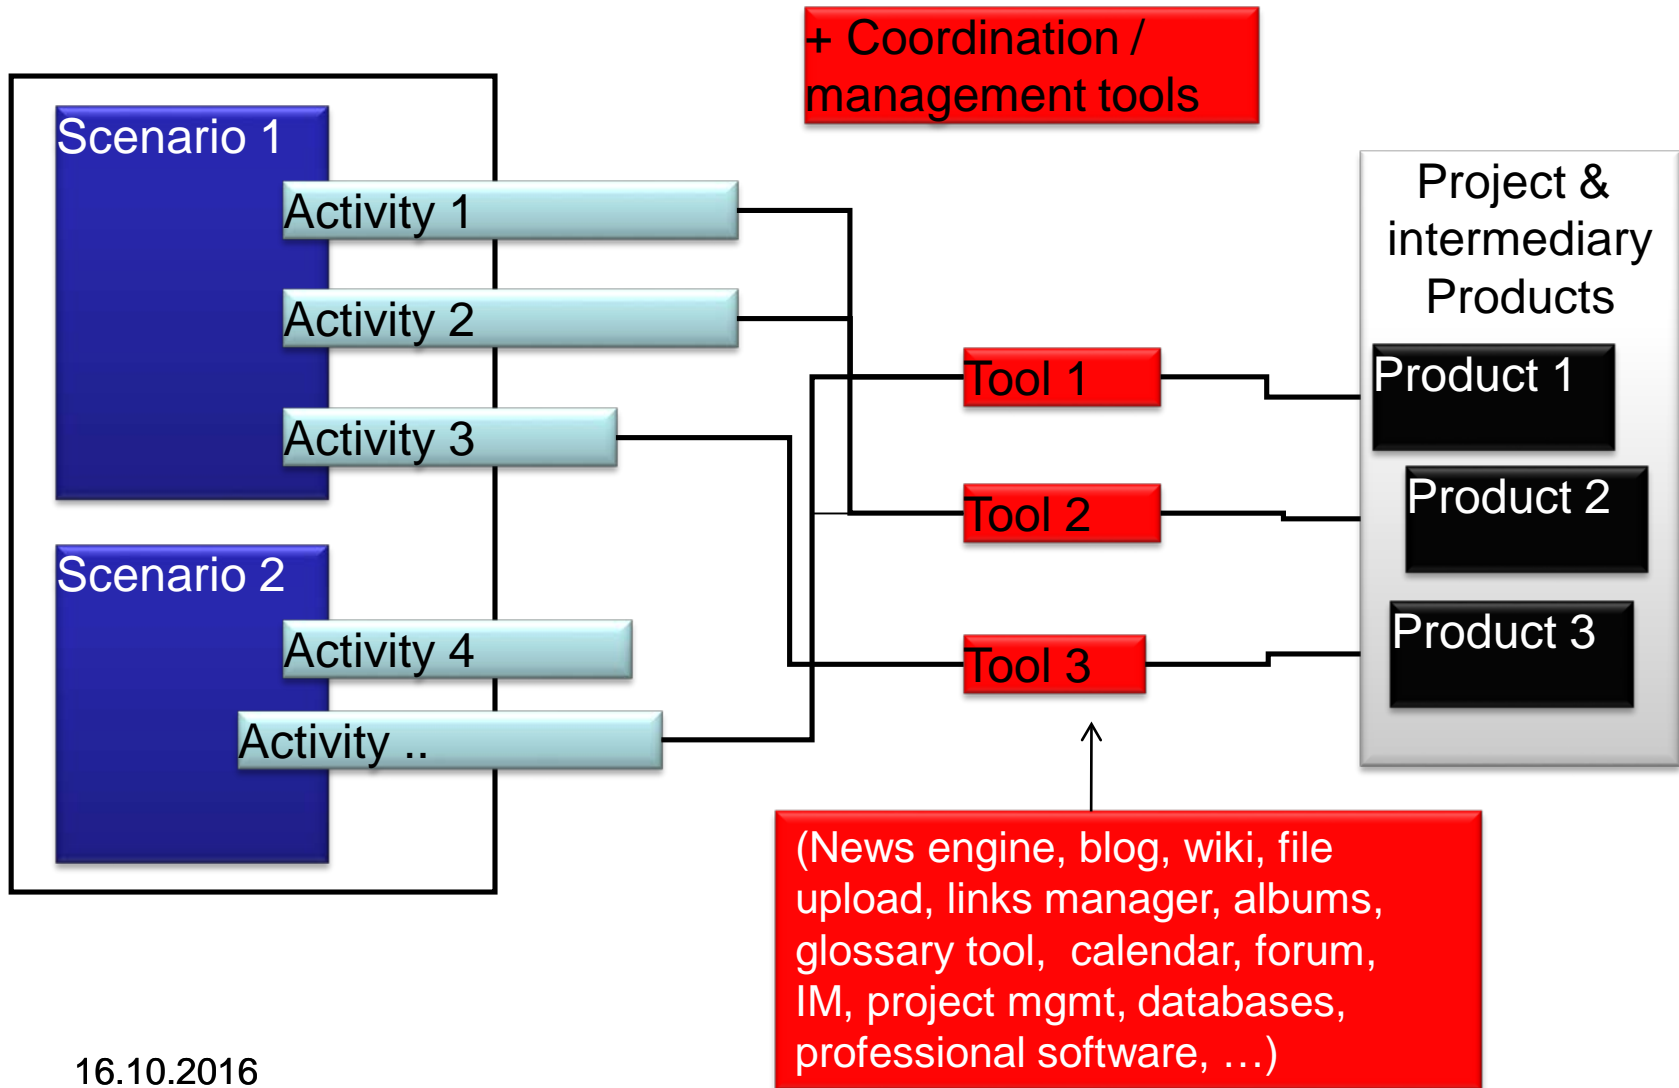 + Coordination /
management tools
Scenario 1
Activity 1
Activity 2
Activity 3
Scenario 2
Activity 4
Activity ..
Tool 1
Tool 2
Tool 3
Project &
intermediary
Products
Product 1
Product 2
Product 3
(News engine, blog, wiki, file
upload, links manager, albums,
glossary tool,  calendar, forum,
IM, project mgmt, databases,
professional software, …)
16.10.2016